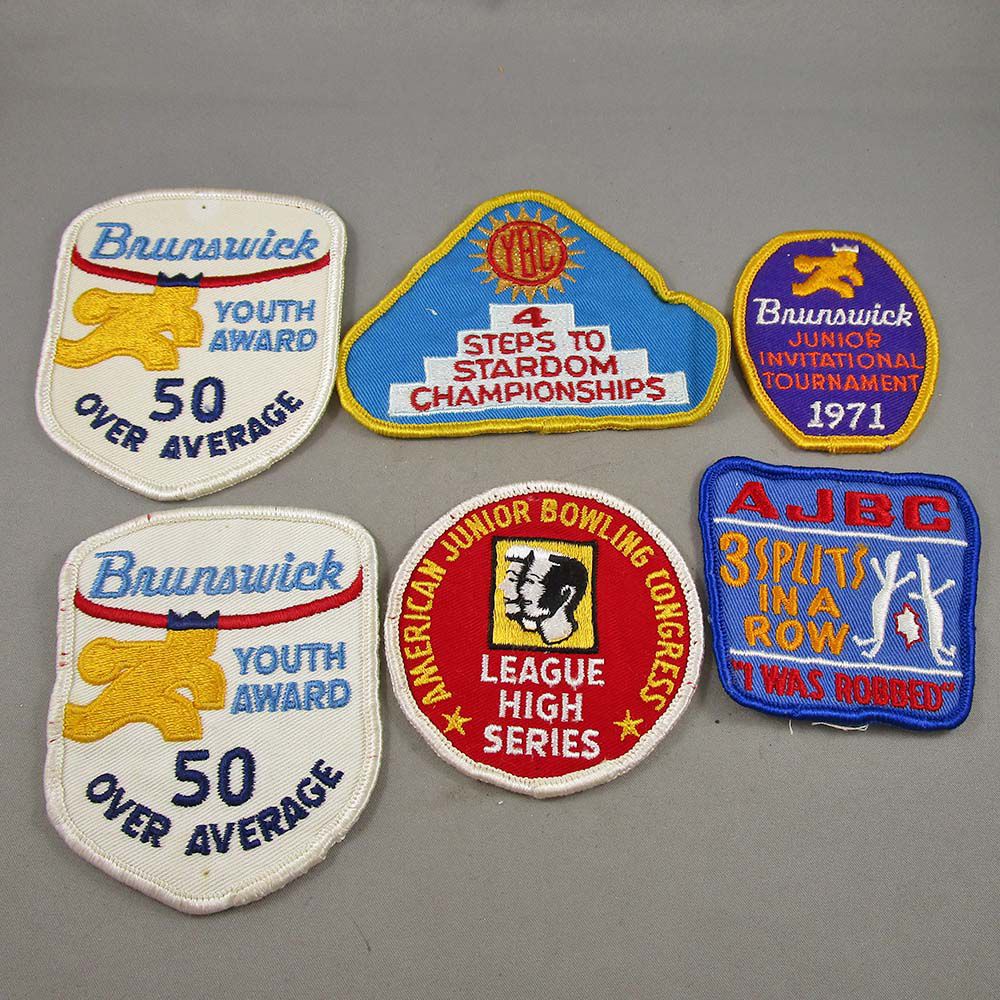 Brunswick
YOUTH
AWARD
50
OVER AVERAGE
YBC
4
STEPS TO
STARDOM
CHAMPIONSHIPS
Brunswick
JUNIOR
INVITATIONAL
TOURNAMENT
1971
Brunswick
YOUTH
AWARD
50
OVER AVERAGE
AMERICAN JUNIOR BOWLING CONGRESS
LEAGUE
HIGH
SERIES
AJBC
3 SPLITS
IN A
ROW
"I WAS ROBBED"